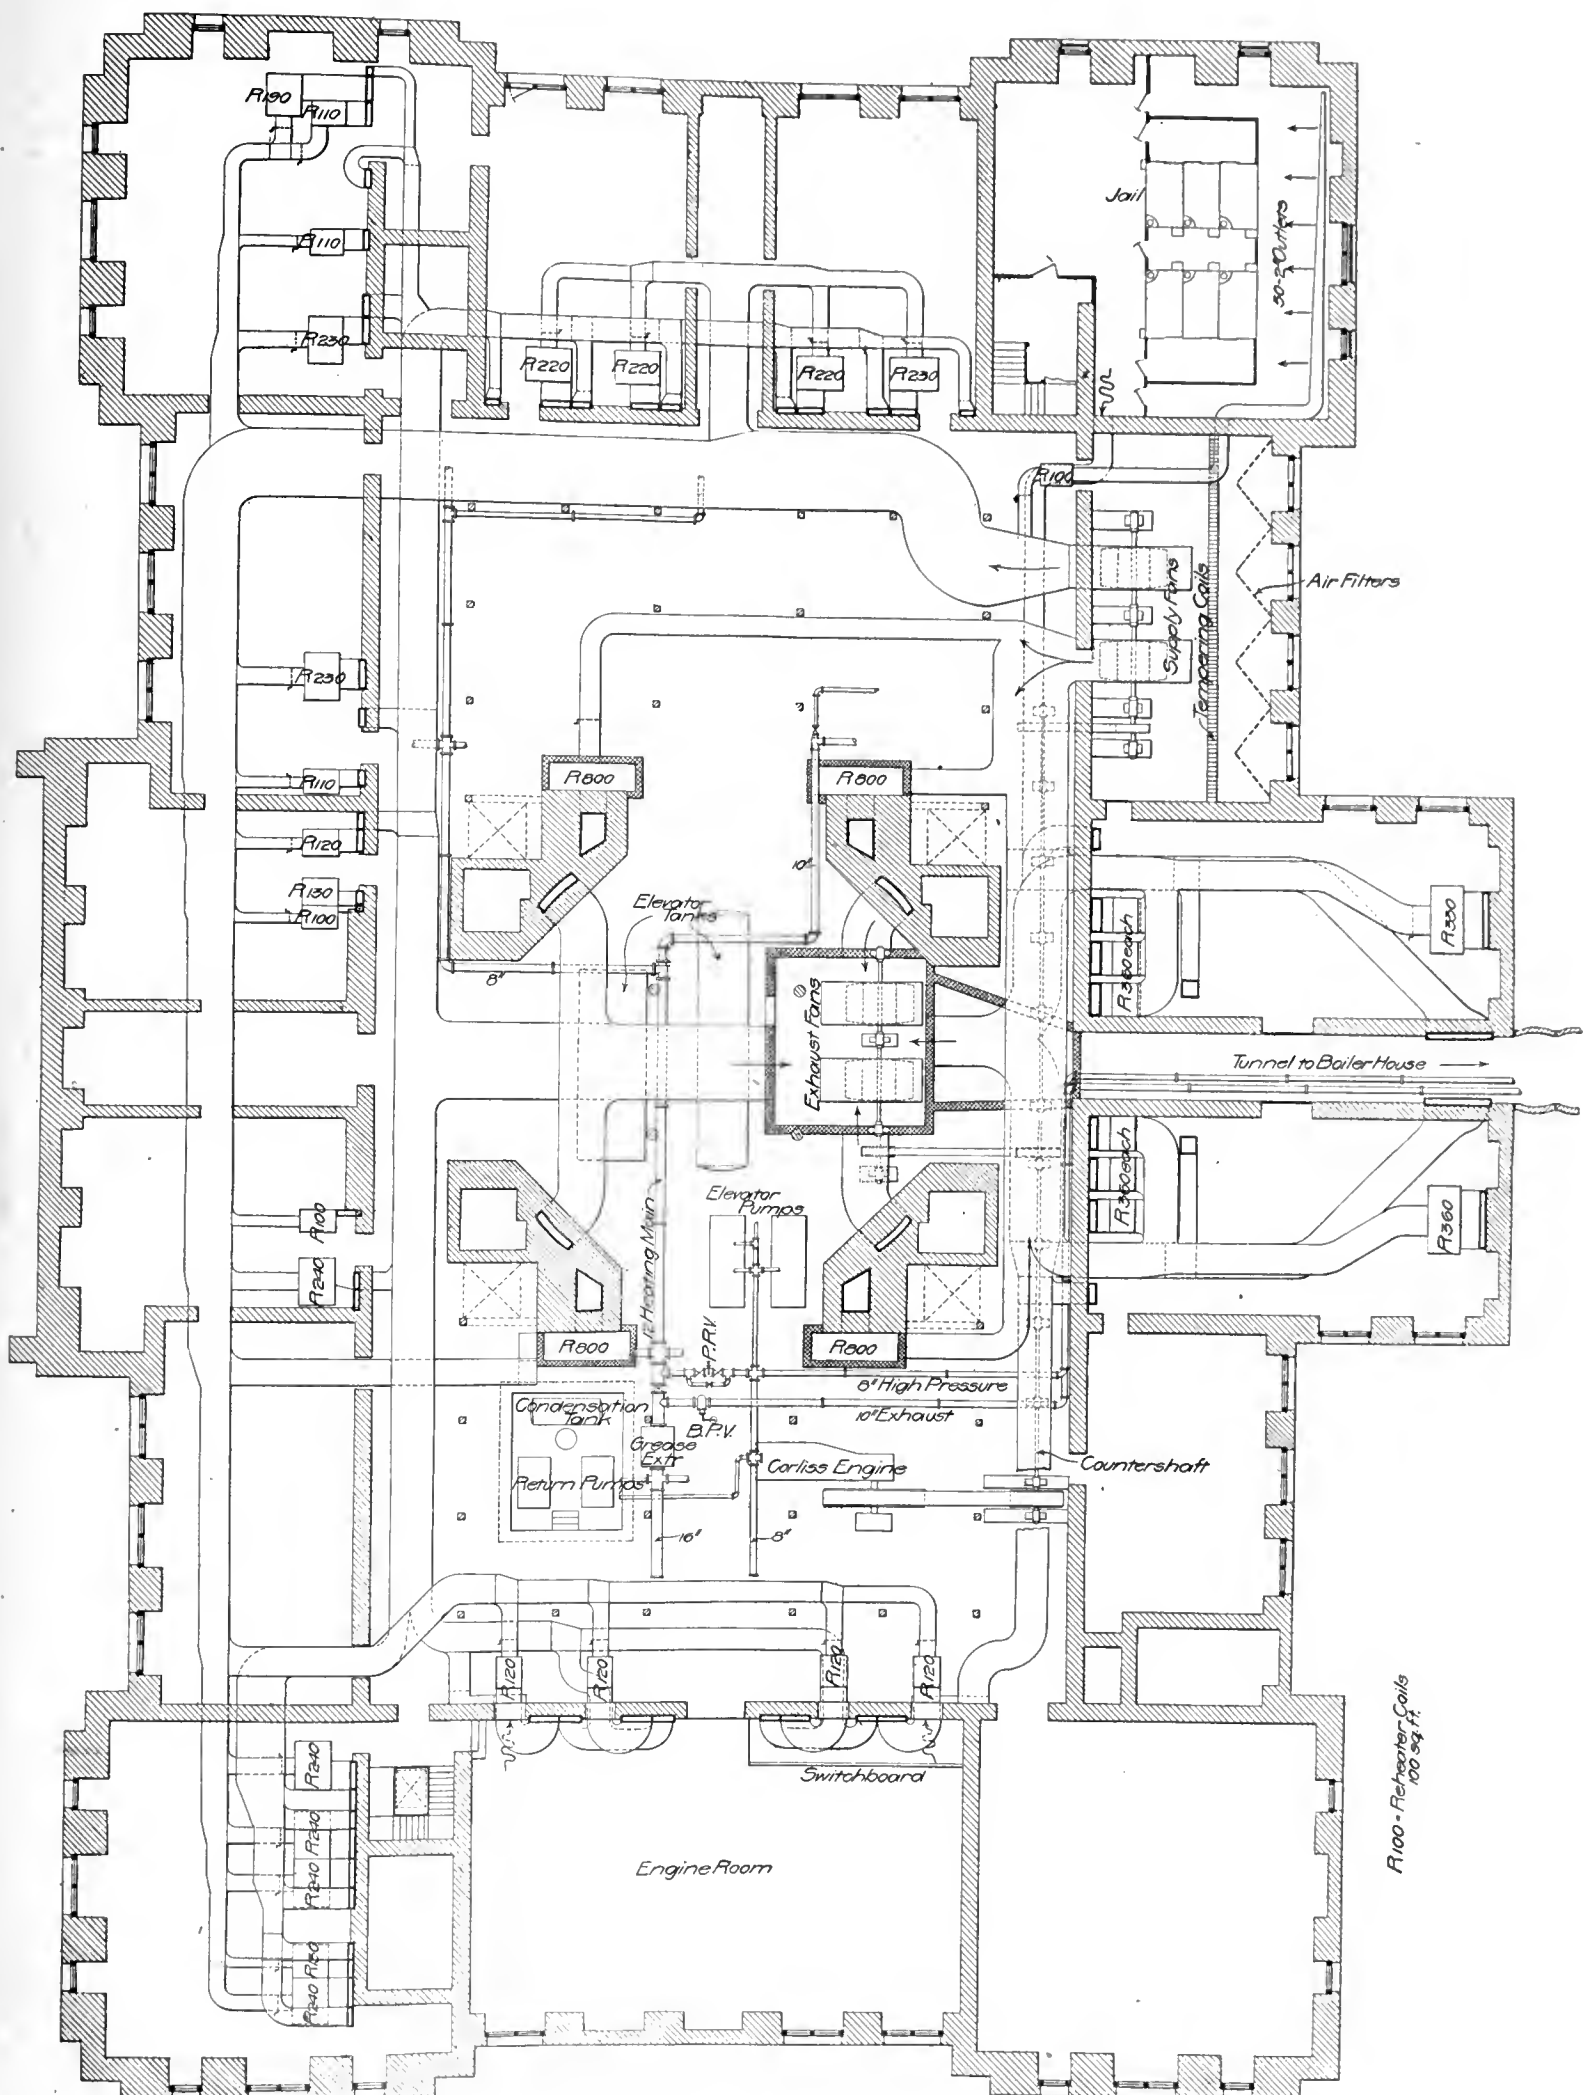 R190
R110
Jail
30-2"Outlets
R110
R230
R220
R220
R220
R230
R100
Supply Fans
Tempering Coils
Air Filters
R230
R110
R800
R800
R120
R130
R100
10"
Elevator
Tanks
8"
Exhaust Fans
R360 each
R330
Tunnel to Boiler House
R360 each
R360
R100
R240
Elevator
Pumps
Heating Main
R800
P.R.V.
R800
8" High Pressure
10" Exhaust
Condensation
Tank
B.P.V.
Grease
Extr
Return Pumps
Corliss Engine
Countershaft
16"
8"
R120
R120
R120
R120
Switchboard
R240
R240
R240
R130
R240
Engine Room
R100 - Reheater Coils
100 sq. ft.